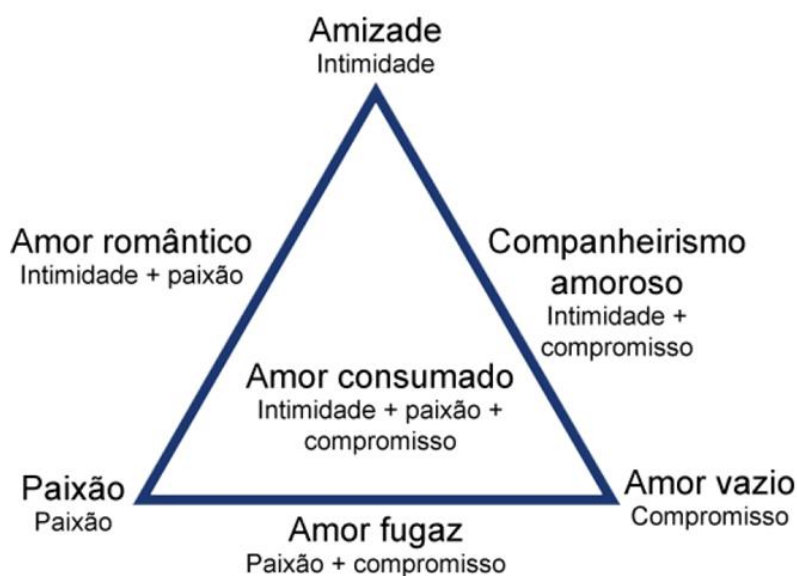 Amizade
Intimidade
Amor romântico
Intimidade + paixão
Companheirismo
amoroso
Intimidade +
compromisso
Amor consumado
Intimidade + paixão +
compromisso
Paixão
Paixão
Amor vazio
Compromisso
Amor fugaz
Paixão + compromisso